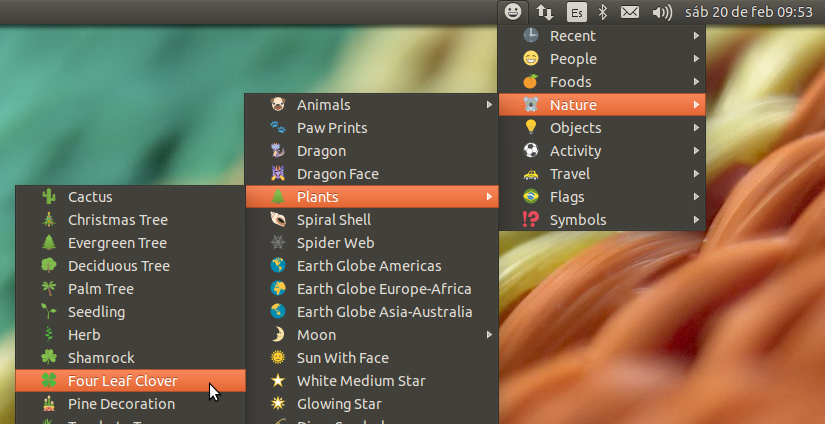 Es
sáb 20 de feb 09:53
Recent
People
Foods
Nature
Objects
Activity
Travel
Flags
Symbols
Animals
Paw Prints
Dragon
Dragon Face
Plants
Spiral Shell
Spider Web
Earth Globe Americas
Earth Globe Europe-Africa
Earth Globe Asia-Australia
Moon
Sun With Face
White Medium Star
Glowing Star
Cactus
Christmas Tree
Evergreen Tree
Deciduous Tree
Palm Tree
Seedling
Herb
Shamrock
Four Leaf Clover
Pine Decoration